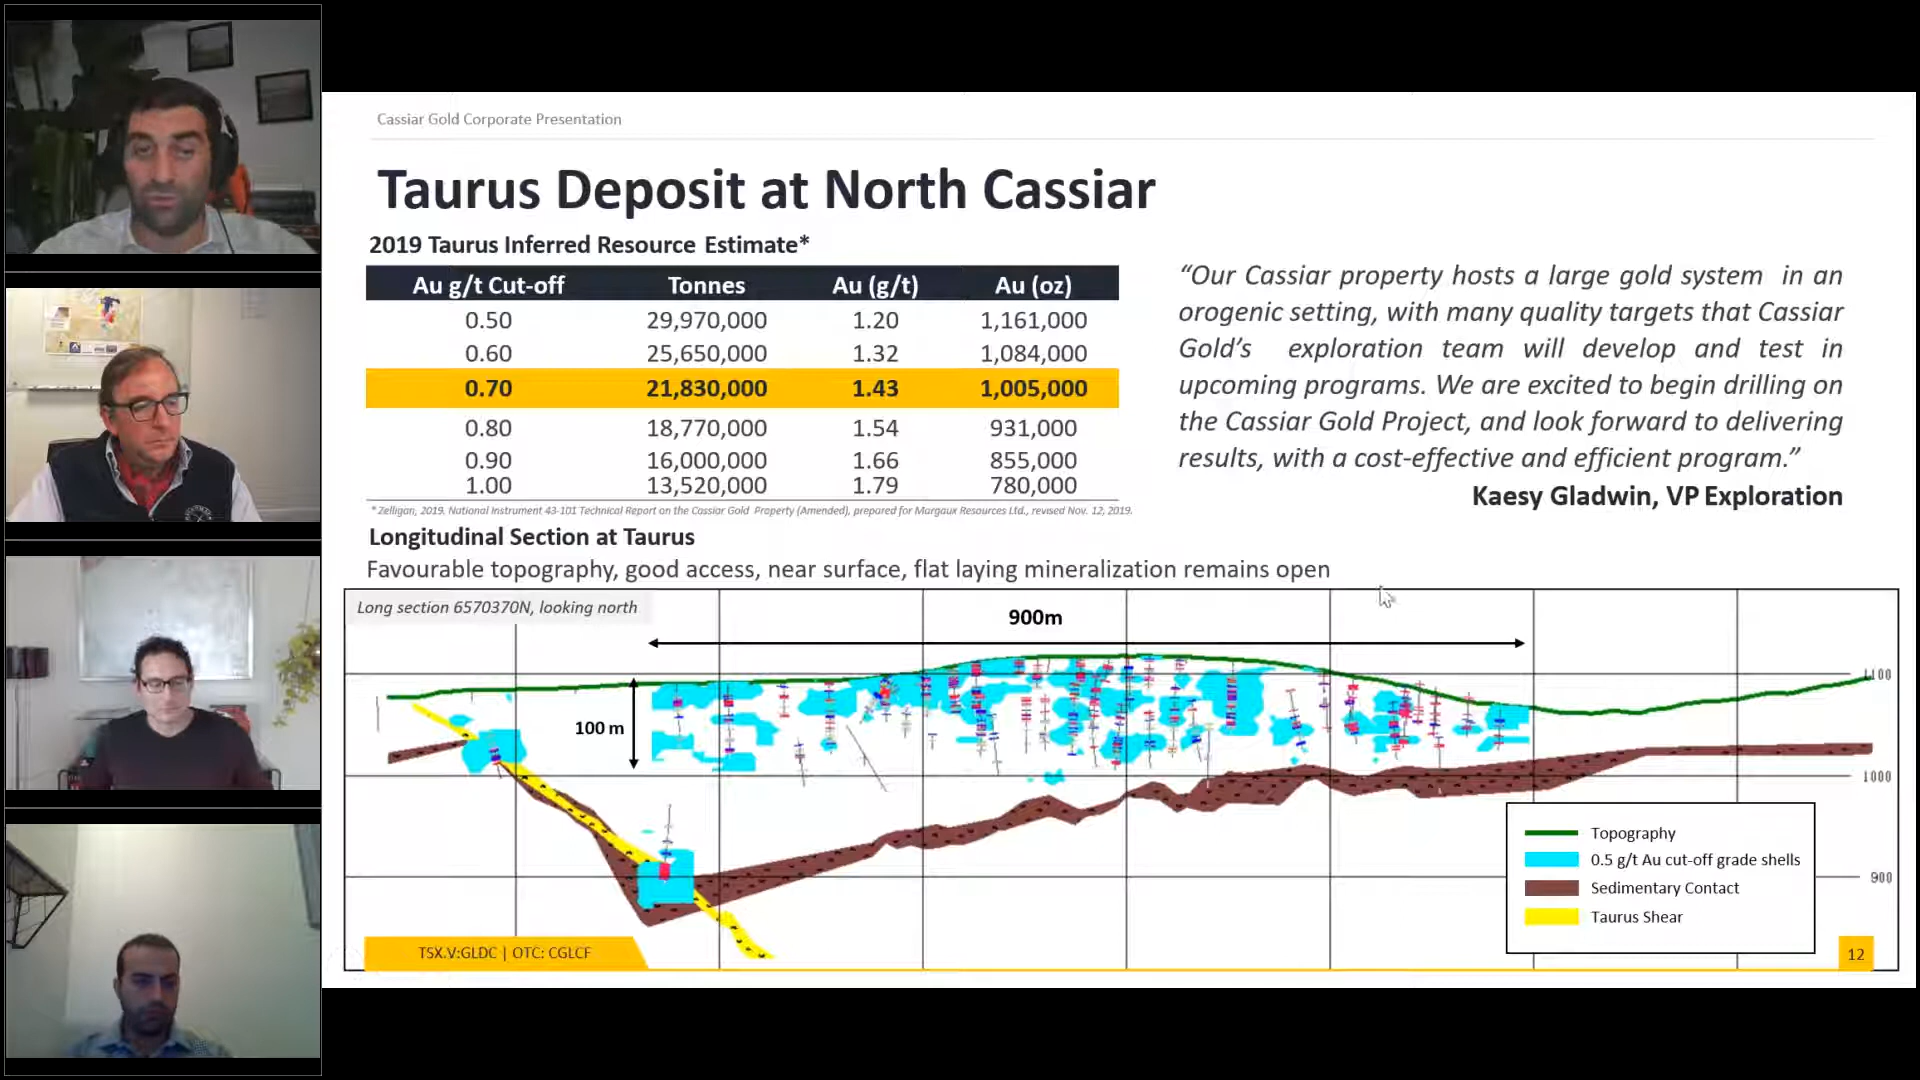 Cassiar Gold Corporate Presentation
Taurus Deposit at North Cassiar
2019 Taurus Inferred Resource Estimate*
Au g/t Cut-off Tonnes Au (g/t) Au (oz)
0.50 29,970,000 1.20 1,161,000
0.60 25,650,000 1.32 1,084,000
0.70 21,830,000 1.43 1,005,000
0.80 18,770,000 1.54 931,000
0.90 16,000,000 1.66 855,000
1.00 13,520,000 1.79 780,000
* Zelligan, 2019. National Instrument 43-101 Technical Report on the Cassiar Gold Property (Amended), prepared for Margaux Resources Ltd., revised Nov. 12, 2019.
“Our Cassiar property hosts a large gold system in an
orogenic setting, with many quality targets that Cassiar
Gold’s exploration team will develop and test in
upcoming programs. We are excited to begin drilling on
the Cassiar Gold Project, and look forward to delivering
results, with a cost-effective and efficient program.”
Kaesy Gladwin, VP Exploration
Longitudinal Section at Taurus
Favourable topography, good access, near surface, flat laying mineralization remains open
Long section 6570370N, looking north
900m
100 m
1100
1000
900
Topography
0.5 g/t Au cut-off grade shells
Sedimentary Contact
Taurus Shear
TSX.V:GLDC | OTC: CGLCF
12